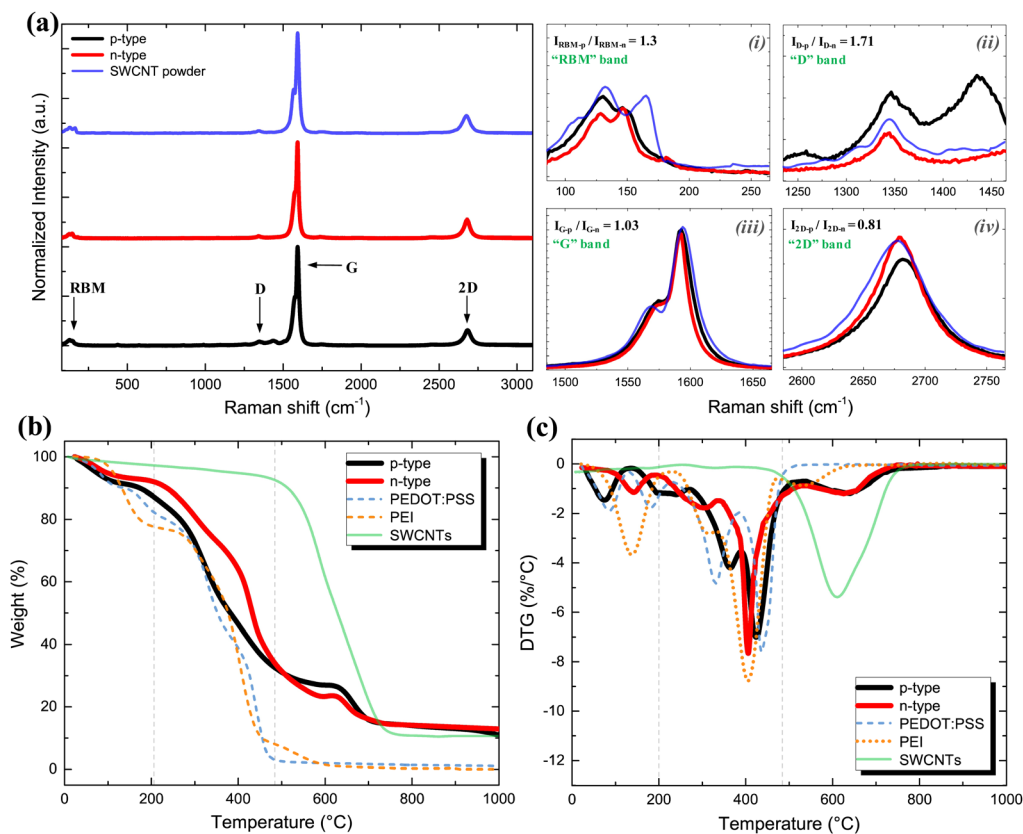 (a)
p-type
n-type
SWCNT powder
Normalized Intensity (a.u.)
RBM
D
G
2D
500
1000
1500
2000
2500
3000
Raman shift (cm⁻¹)
I_RBM-p / I_RBM-n = 1.3
(i)
"RBM" band
100
150
200
250
I_D-p / I_D-n = 1.71
(ii)
"D" band
1250
1300
1350
1400
1450
I_G-p / I_G-n = 1.03
(iii)
"G" band
1500
1550
1600
1650
I_2D-p / I_2D-n = 0.81
(iv)
"2D" band
2600
2650
2700
2750
Raman shift (cm⁻¹)
(b)
p-type
n-type
PEDOT:PSS
PEI
SWCNTs
Weight (%)
100
80
60
40
20
0
0
200
400
600
800
1000
Temperature (°C)
(c)
DTG (%/°C)
0
-2
-4
-6
-8
-10
-12
p-type
n-type
PEDOT:PSS
PEI
SWCNTs
0
200
400
600
800
1000
Temperature (°C)